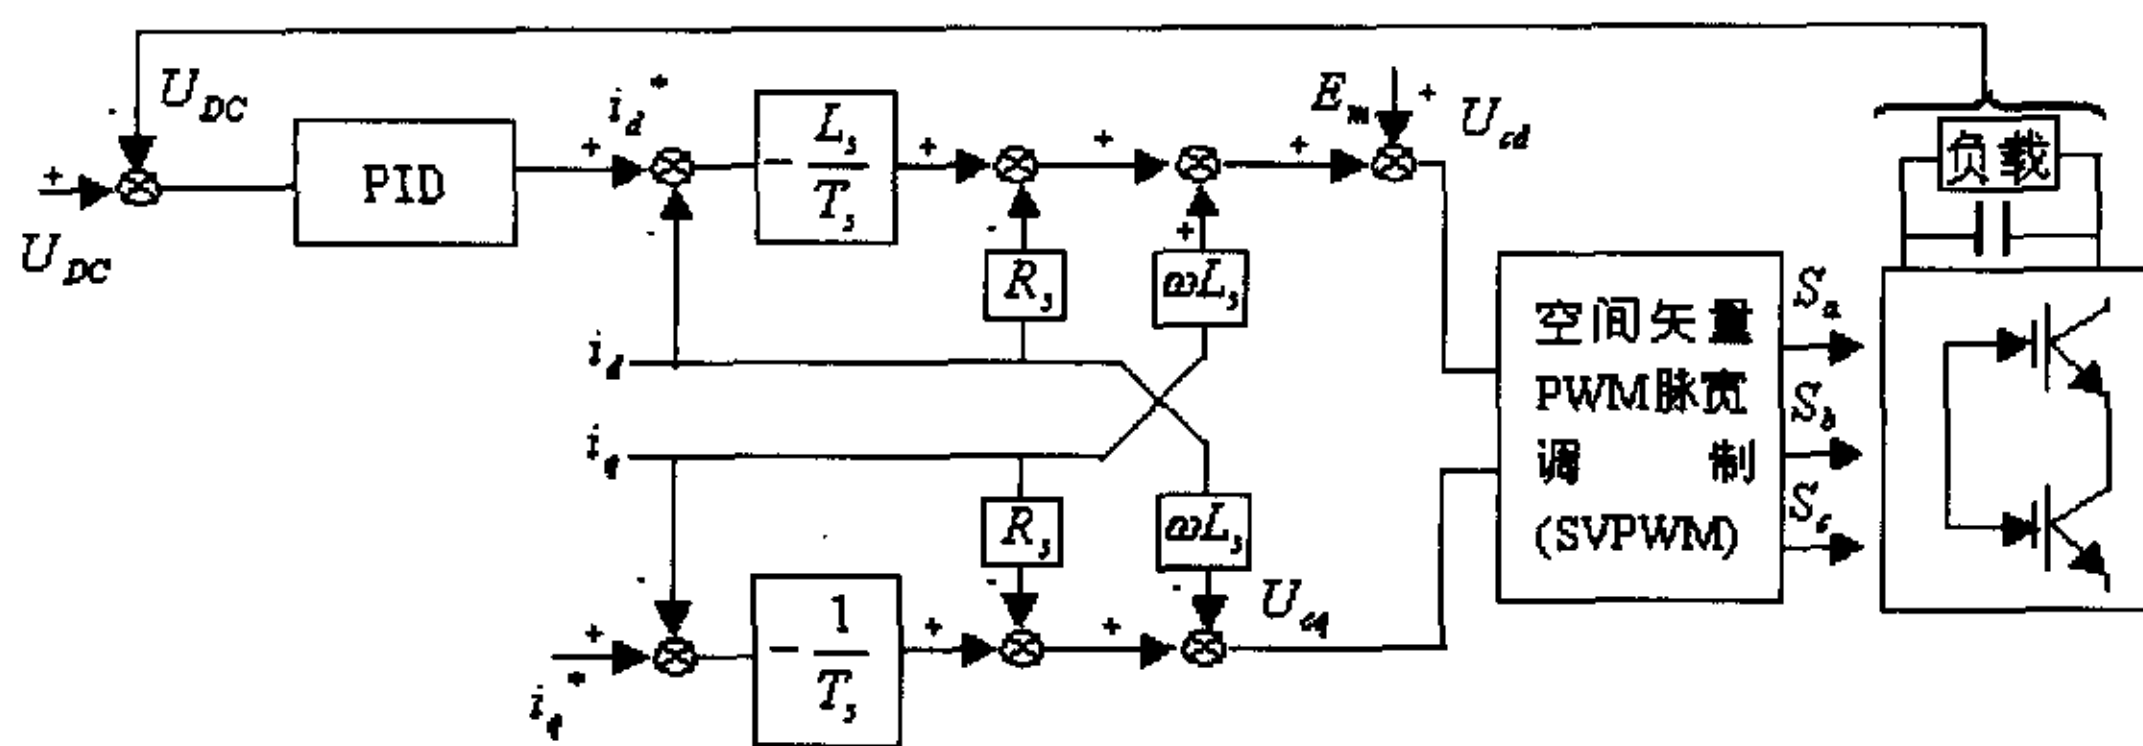 U_DC
U_DC
PID
i_d*
- L_s / T_s
R_s
ωL_s
E_m
U_cd
负载
i_d
i_q
R_s
ωL_s
i_q*
- 1 / T_s
U_cq
空间矢量
PWM脉宽
调 制
(SVPWM)
S_a
S_b
S_c